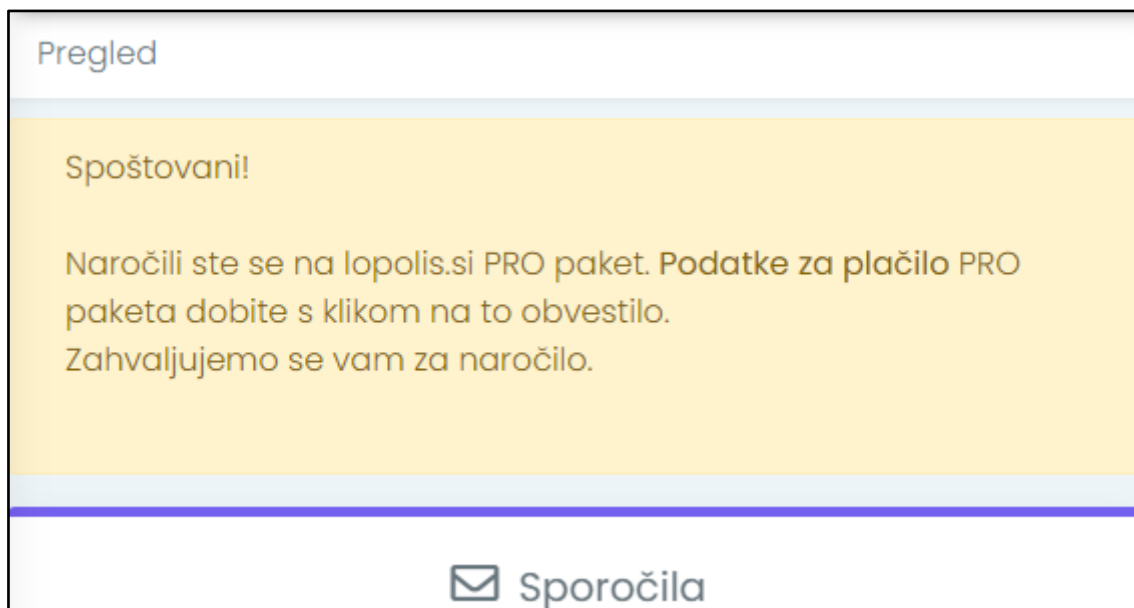 Pregled
Spoštovani!
Naročili ste se na lopolis.si PRO paket. Podatke za plačilo PRO
paketa dobite s klikom na to obvestilo.
Zahvaljujemo se vam za naročilo.
Sporočila